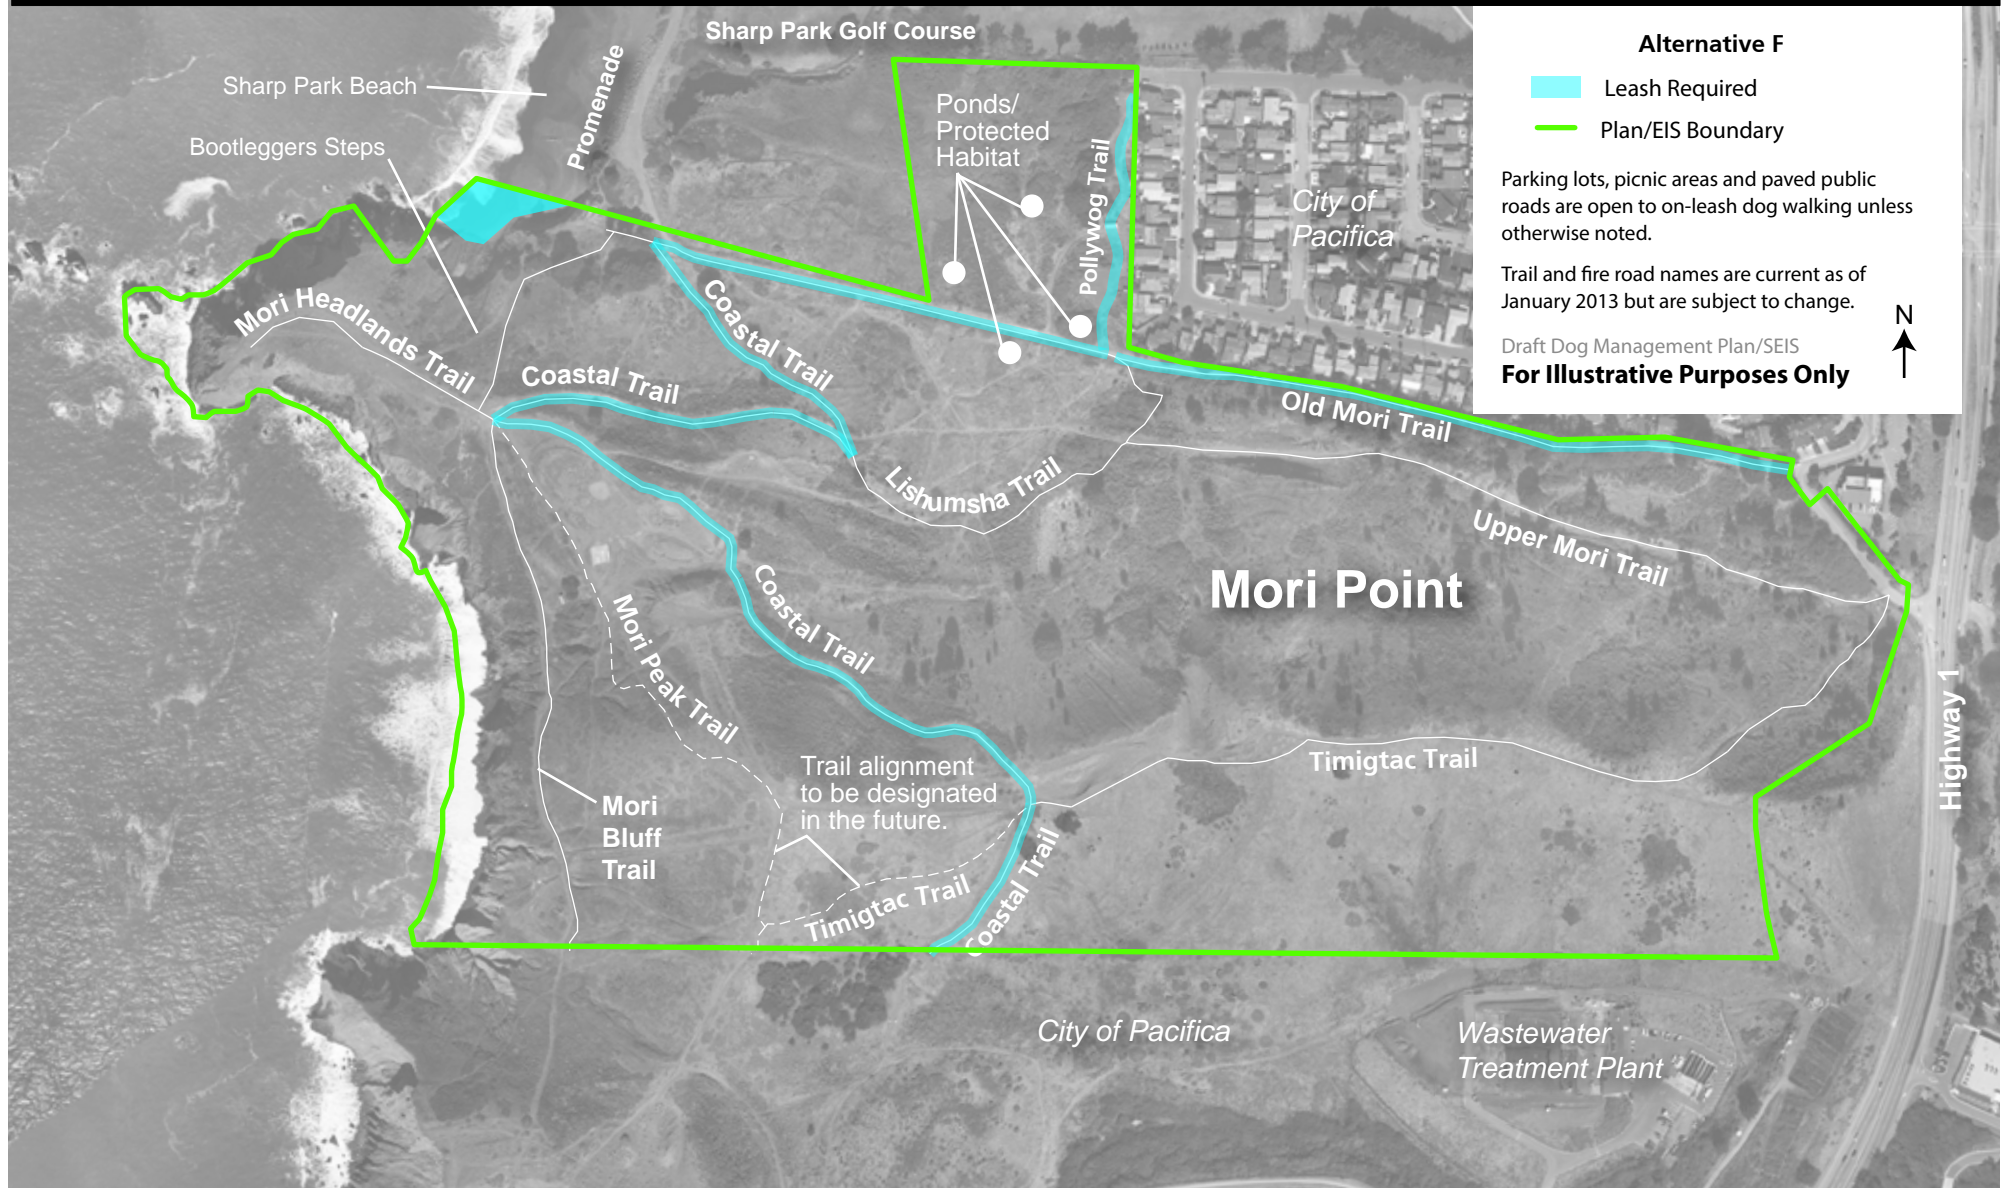 Sharp Park Golf Course
Sharp Park Beach
Promenade
Bootleggers Steps
Ponds/
Protected
Habitat
Pollywog Trail
City of
Pacifica
Alternative F
Leash Required
Plan/EIS Boundary
Parking lots, picnic areas and paved public
roads are open to on-leash dog walking unless
otherwise noted.
Trail and fire road names are current as of
January 2013 but are subject to change.
N
Draft Dog Management Plan/SEIS
For Illustrative Purposes Only
Mori Headlands Trail
Coastal Trail
Coastal Trail
Old Mori Trail
Lishumsha Trail
Upper Mori Trail
Mori Point
Coastal Trail
Mori Peak Trail
Highway 1
Timigtac Trail
Trail alignment
to be designated
in the future.
Mori
Bluff
Trail
Coastal Trail
Timigtac Trail
City of Pacifica
Wastewater
Treatment Plant